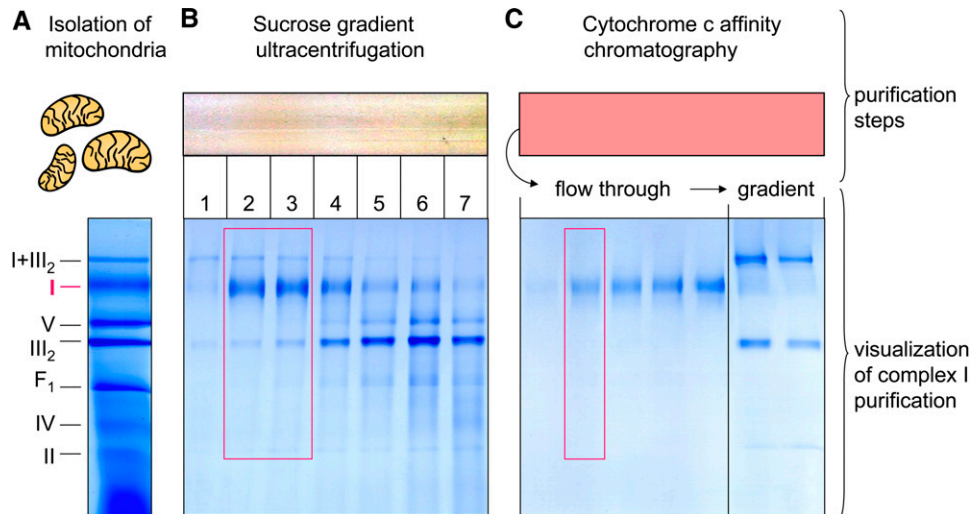 A Isolation of
mitochondria
B Sucrose gradient
ultracentrifugation
C Cytochrome c affinity
chromatography
purification
steps
1 2 3 4 5 6 7
flow through gradient
I+III₂
I
V
III₂
F₁
IV
II
visualization
of complex I
purification